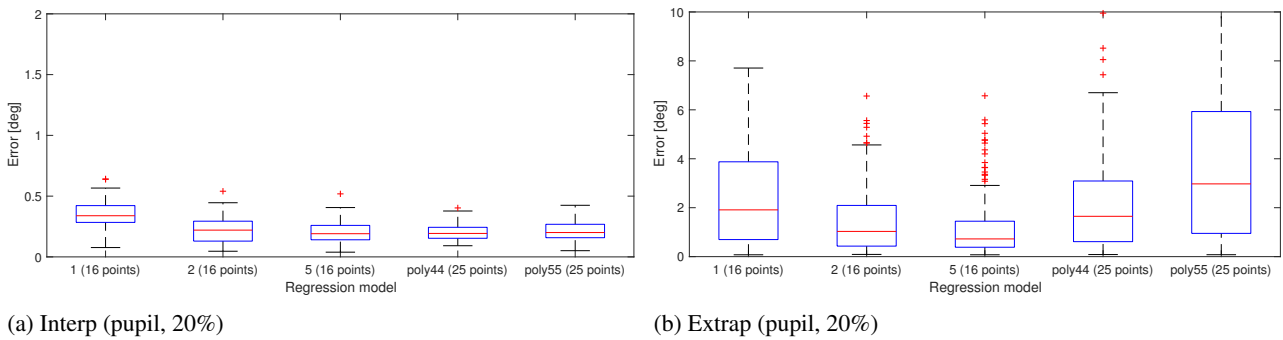 2
1.5
1
0.5
0
Error [deg]
1 (16 points) 2 (16 points) 5 (16 points) poly44 (25 points) poly55 (25 points)
Regression model
(a) Interp (pupil, 20%)
10
8
6
4
2
0
Error [deg]
1 (16 points) 2 (16 points) 5 (16 points) poly44 (25 points) poly55 (25 points)
Regression model
(b) Extrap (pupil, 20%)